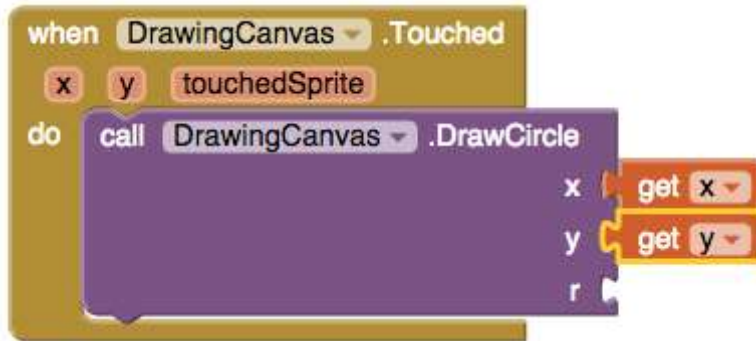 when DrawingCanvas .Touched
x y touchedSprite
do call DrawingCanvas .DrawCircle
x get x
y get y
r